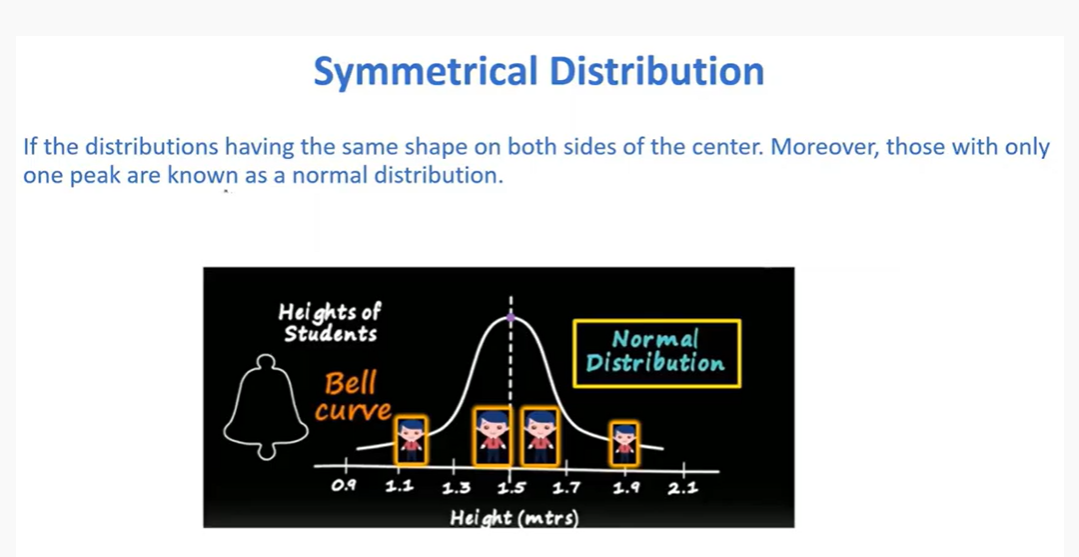 Symmetrical Distribution
If the distributions having the same shape on both sides of the center. Moreover, those with only
one peak are known as a normal distribution.
Heights of
Students
Bell
curve
Normal
Distribution
0.9 1.1 1.3 1.5 1.7 1.9 2.1
Height (mtrs)